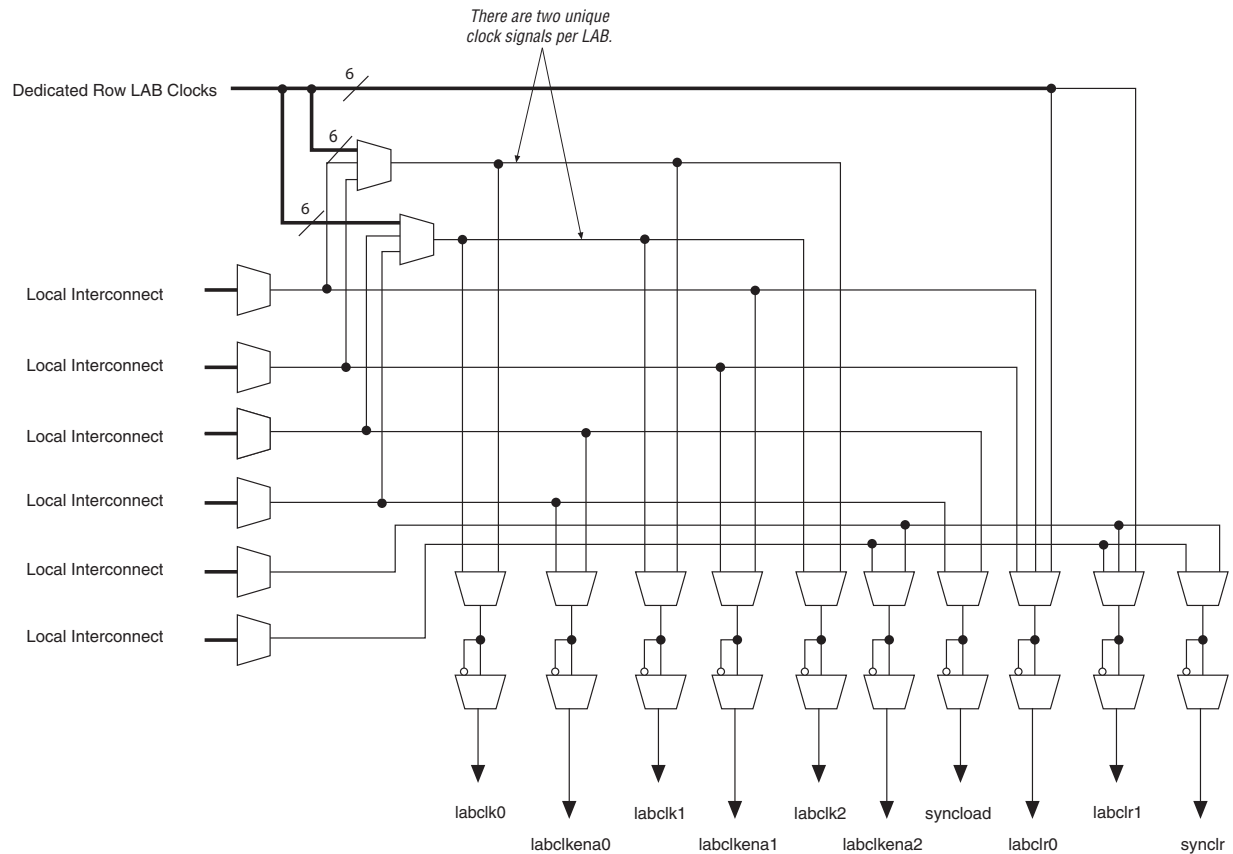 There are two unique
clock signals per LAB.
6
Dedicated Row LAB Clocks
6
6
Local Interconnect
Local Interconnect
Local Interconnect
Local Interconnect
Local Interconnect
Local Interconnect
labclk0
labclk1
labclk2
syncload
labclr1
labclkena0
labclkena1
labclkena2
labclr0
synclr